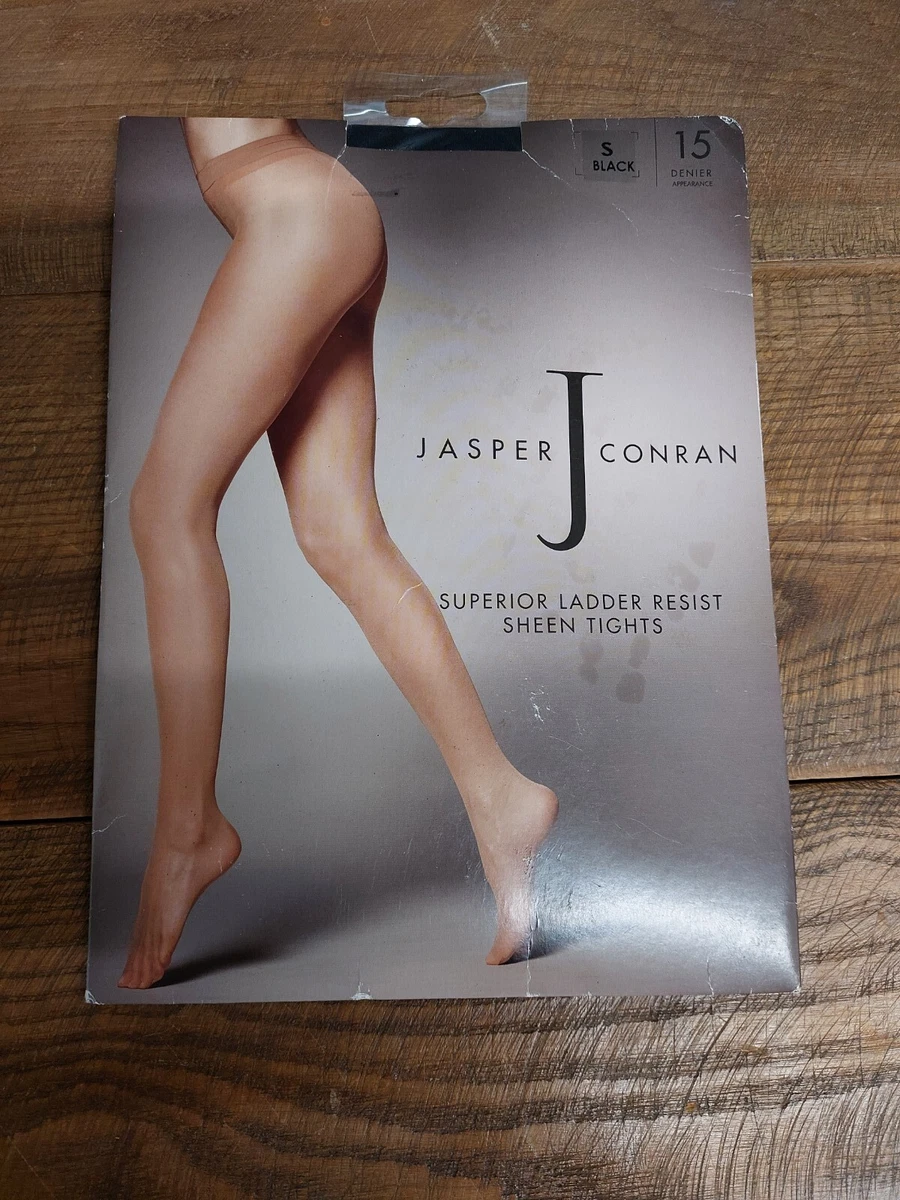 S
BLACK
15
DENIER
APPEARANCE
JASPER J CONRAN
SUPERIOR LADDER RESIST
SHEEN TIGHTS